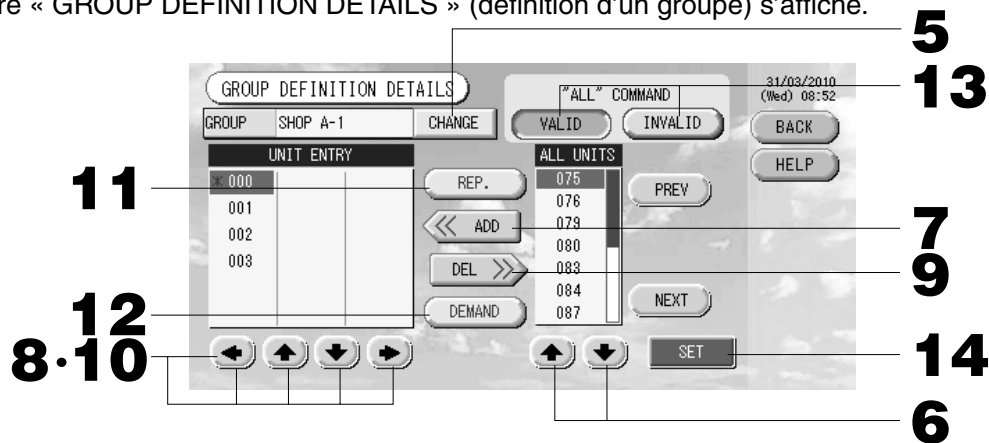 re « GROUP DEFINITION DETAILS » (définition d'un groupe) s'affiche.
5
GROUP DEFINITION DETAILS
"ALL" COMMAND
31/03/2010
(Wed) 08:52
13
GROUP SHOP A-1 CHANGE
VALID INVALID
BACK
UNIT ENTRY
ALL UNITS
HELP
11
* 000
001
002
003
REP.
ADD
DEL
DEMAND
075
076
079
080
083
084
087
PREV
NEXT
7
9
12
8·10
SET
14
6